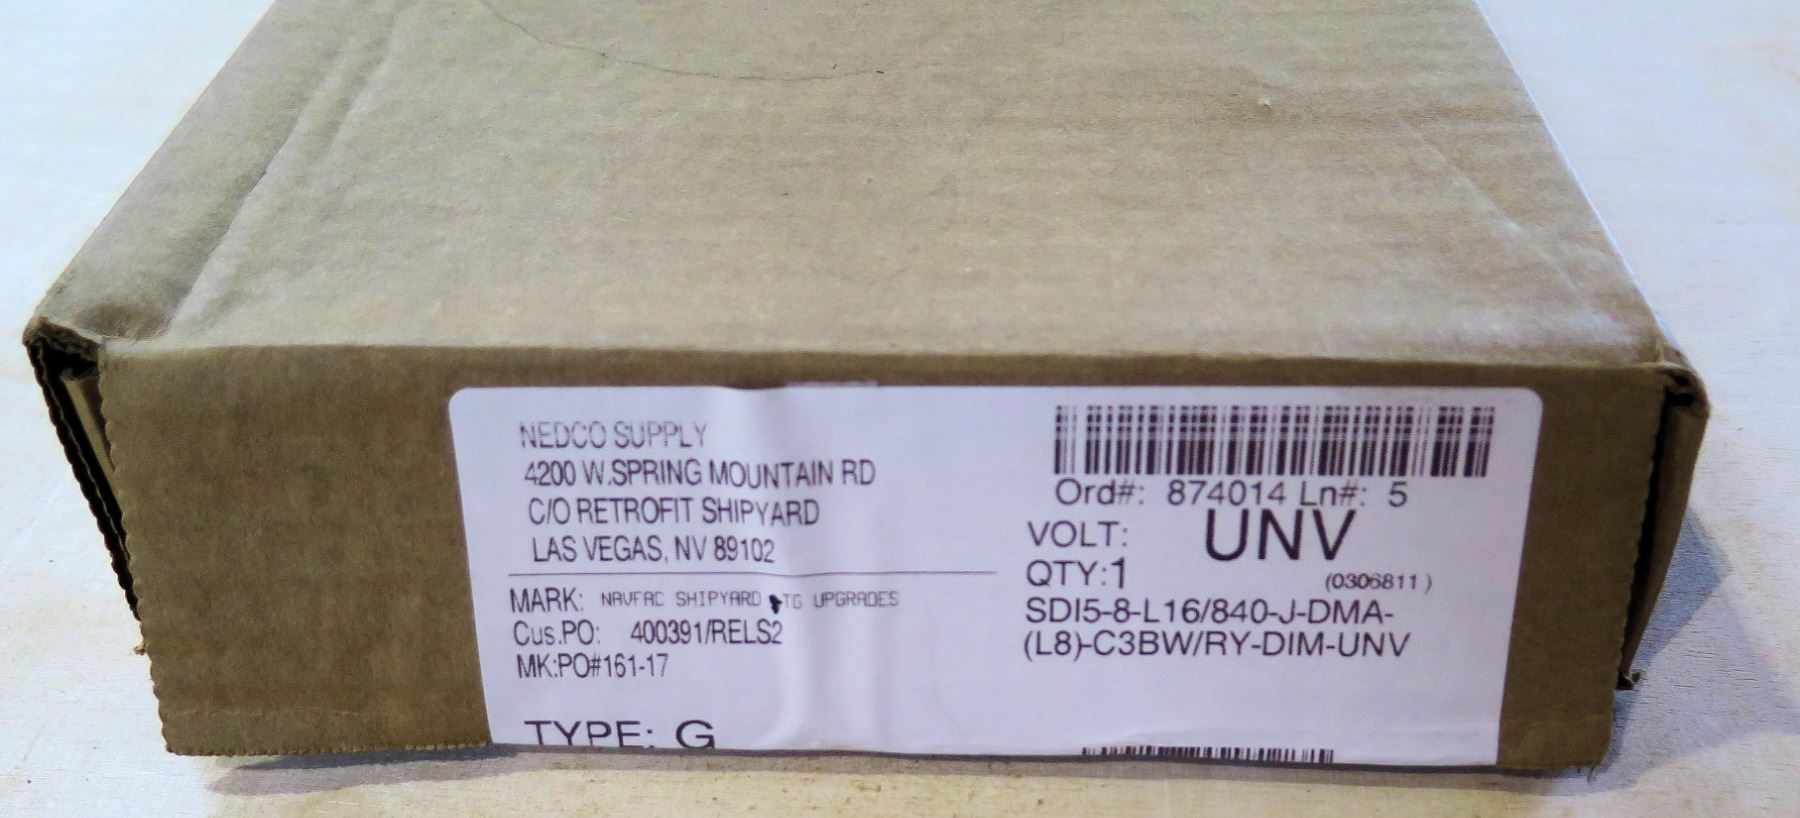 NEDCO SUPPLY
4200 W.SPRING MOUNTAIN RD
C/O RETROFIT SHIPYARD
LAS VEGAS, NV 89102
MARK: NAVFAC SHIPYARD TG UPGRADES
Cus.PO: 400391/RELS2
MK:PO#161-17
TYPE: G
Ord#: 874014 Ln#: 5
VOLT: UNV
QTY:1 (0306811)
SDI5-8-L16/840-J-DMA-
(L8)-C3BW/RY-DIM-UNV